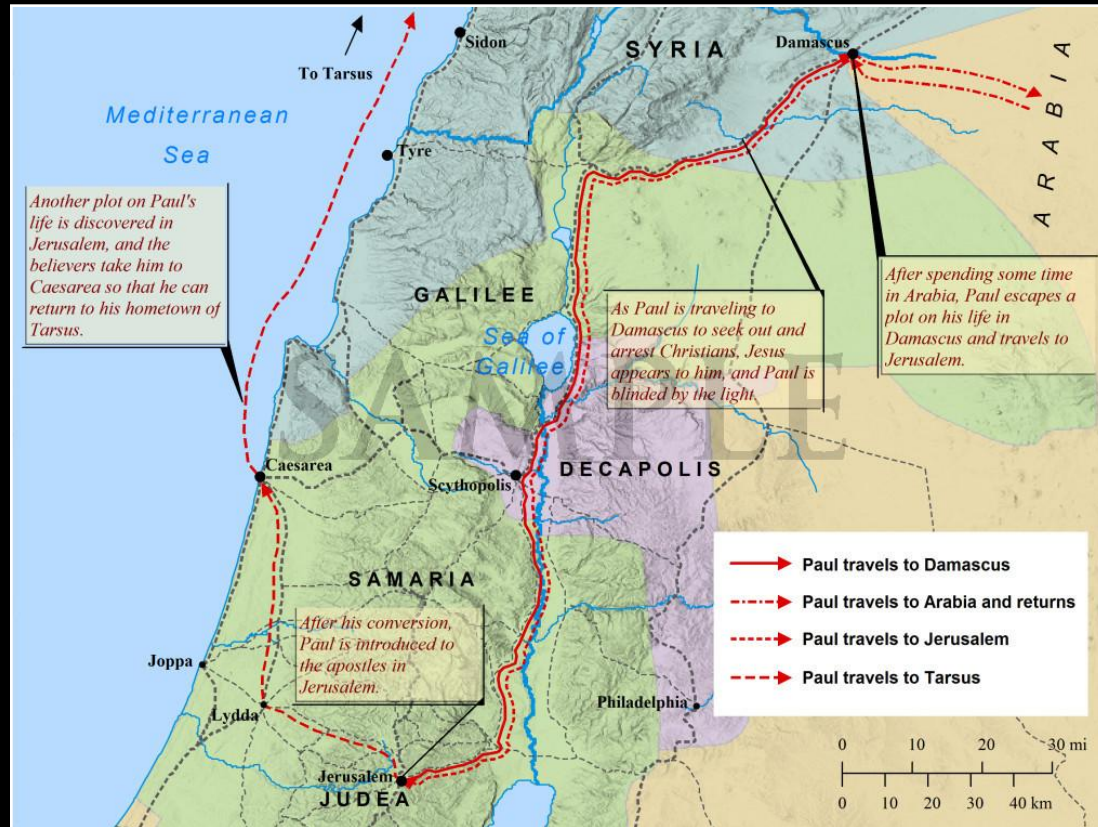 Sidon
SYRIA
Damascus
To Tarsus
ARABIA
Mediterranean
Sea
Tyre
Another plot on Paul's
life is discovered in
Jerusalem, and the
believers take him to
Caesarea so that he can
return to his hometown of
Tarsus.
GALILEE
Sea of
Galilee
As Paul is traveling to
Damascus to seek out and
arrest Christians, Jesus
appears to him, and Paul is
blinded by the light.
After spending some time
in Arabia, Paul escapes a
plot on his life in
Damascus and travels to
Jerusalem.
SAMPLE
Caesarea
Scythopolis
DECAPOLIS
SAMARIA
After his conversion,
Paul is introduced to
the apostles in
Jerusalem.
Joppa
Lydda
Philadelphia
Jerusalem
JUDEA
Paul travels to Damascus
Paul travels to Arabia and returns
Paul travels to Jerusalem
Paul travels to Tarsus
0 10 20 30 mi
0 10 20 30 40 km